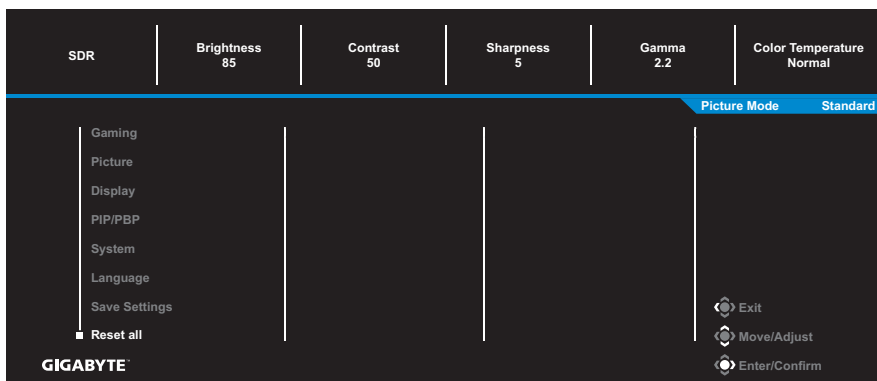 SDR
Brightness
85
Contrast
50
Sharpness
5
Gamma
2.2
Color Temperature
Normal
Picture Mode Standard
Gaming
Picture
Display
PIP/PBP
System
Language
Save Settings
Reset all
Exit
Move/Adjust
Enter/Confirm
GIGABYTE™